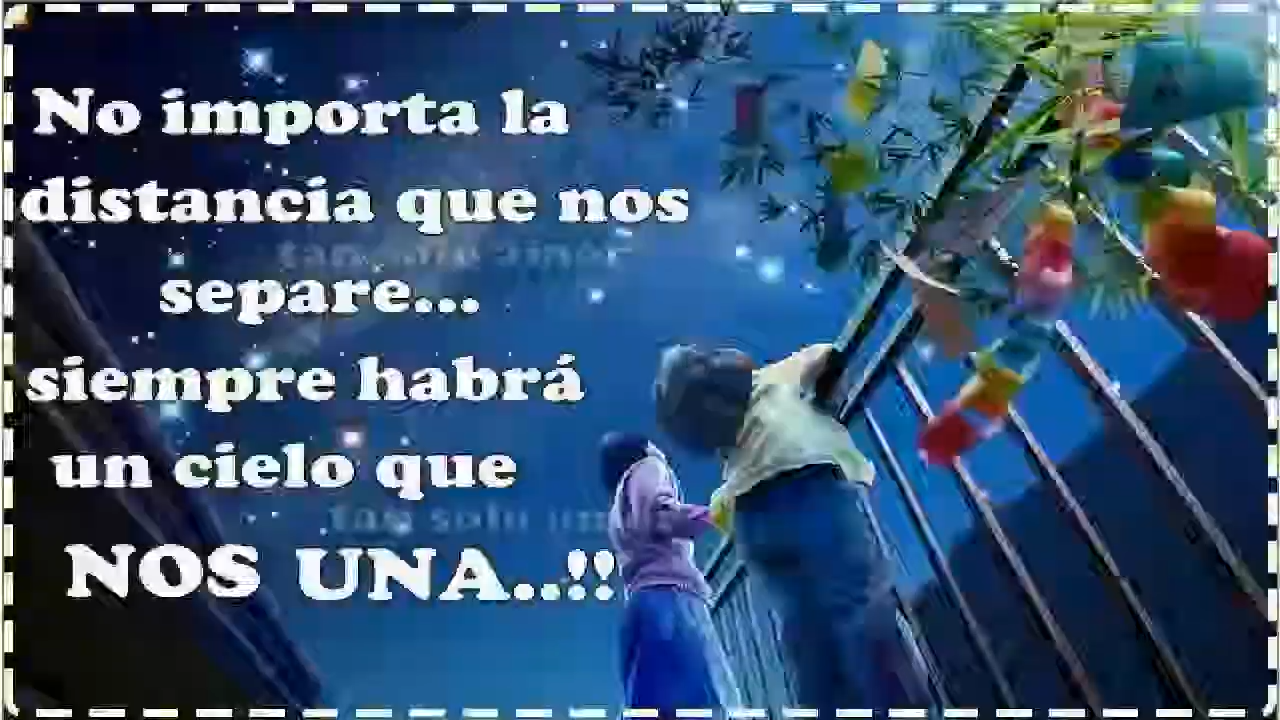 No importa la
distancia que nos
separe...
siempre habrá
un cielo que
NOS UNA..!!